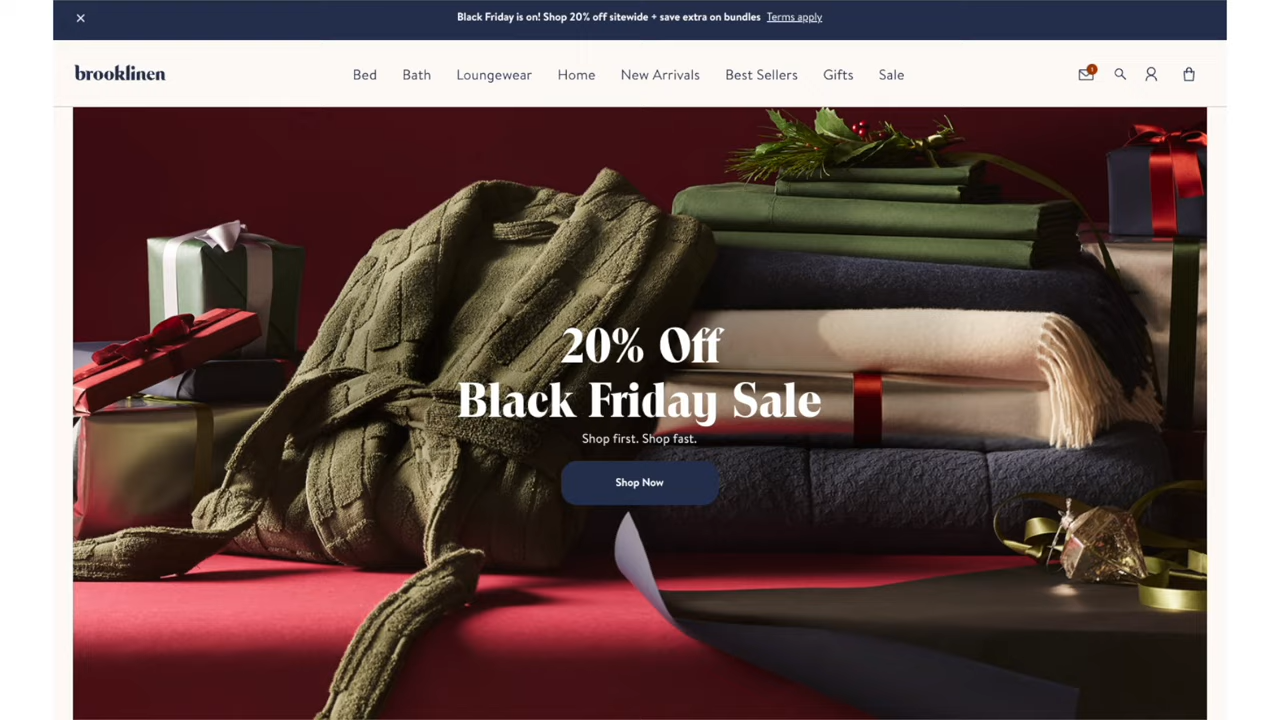 Black Friday is on! Shop 20% off sitewide + save extra on bundles Terms apply
brooklinen
Bed Bath Loungewear Home New Arrivals Best Sellers Gifts Sale
20% Off
Black Friday Sale
Shop first. Shop fast.
Shop Now